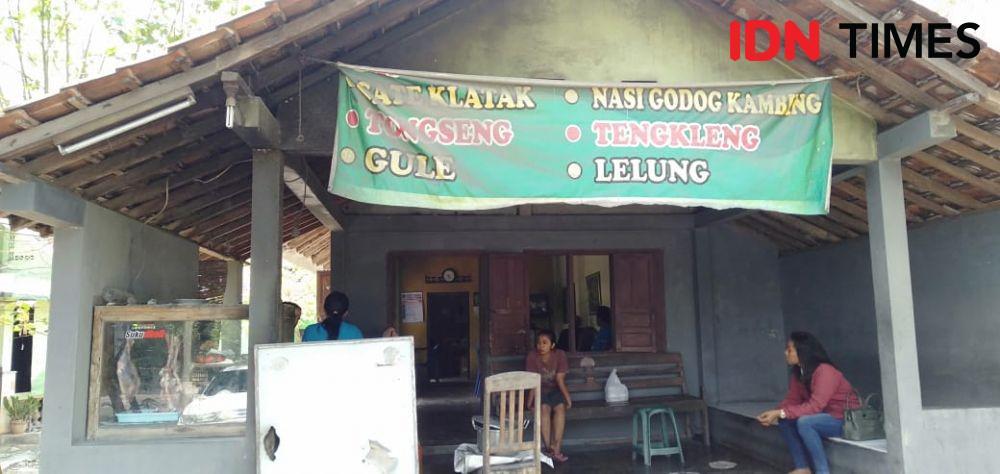 IDN TIMES
SATE KLATAK
TONGSENG
GULE
NASI GODOG KAMBING
TENGKLENG
LELUNG